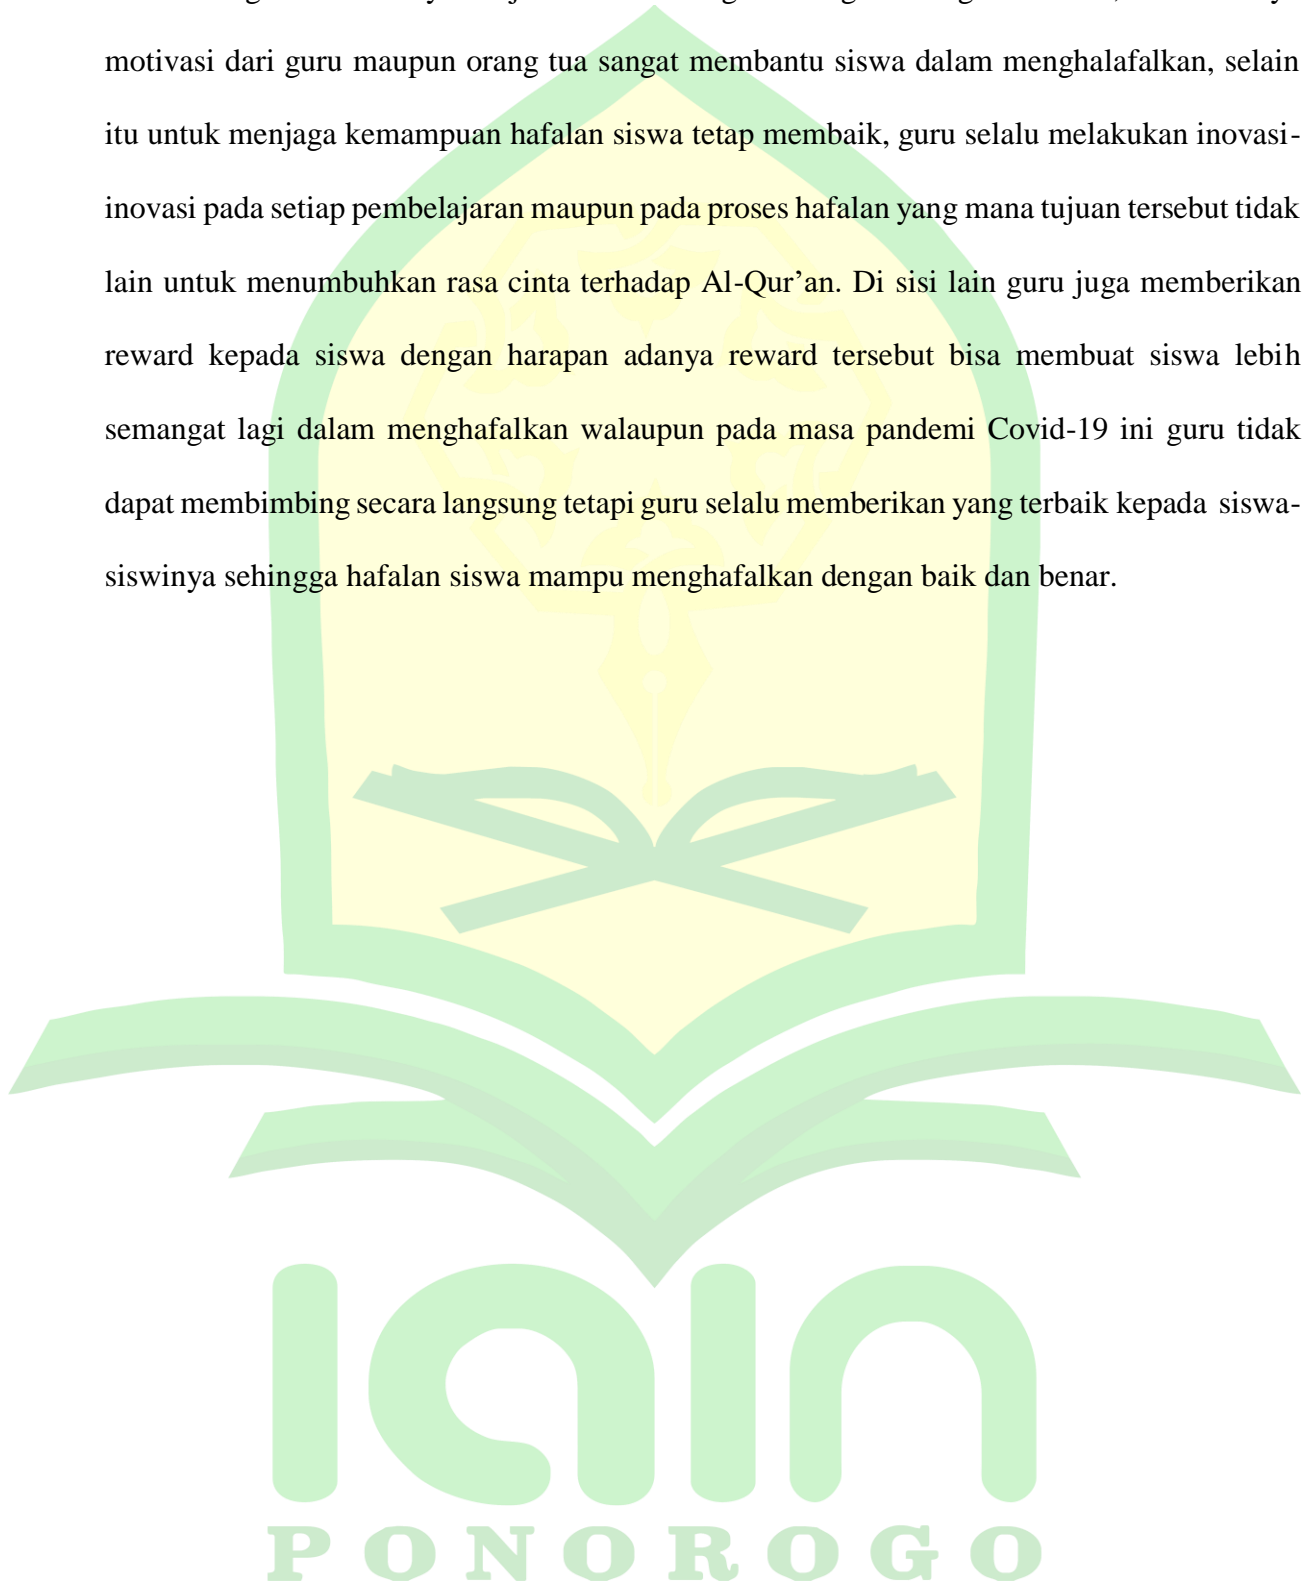 motivasi dari guru maupun orang tua sangat membantu siswa dalam menghalafalkan, selain
itu untuk menjaga kemampuan hafalan siswa tetap membaik, guru selalu melakukan inovasi-
inovasi pada setiap pembelajaran maupun pada proses hafalan yang mana tujuan tersebut tidak
lain untuk menumbuhkan rasa cinta terhadap Al-Qur’an. Di sisi lain guru juga memberikan
reward kepada siswa dengan harapan adanya reward tersebut bisa membuat siswa lebih
semangat lagi dalam menghafalkan walaupun pada masa pandemi Covid-19 ini guru tidak
dapat membimbing secara langsung tetapi guru selalu memberikan yang terbaik kepada siswa-
siswinya sehingga hafalan siswa mampu menghafalkan dengan baik dan benar.
iain
PONOROGO